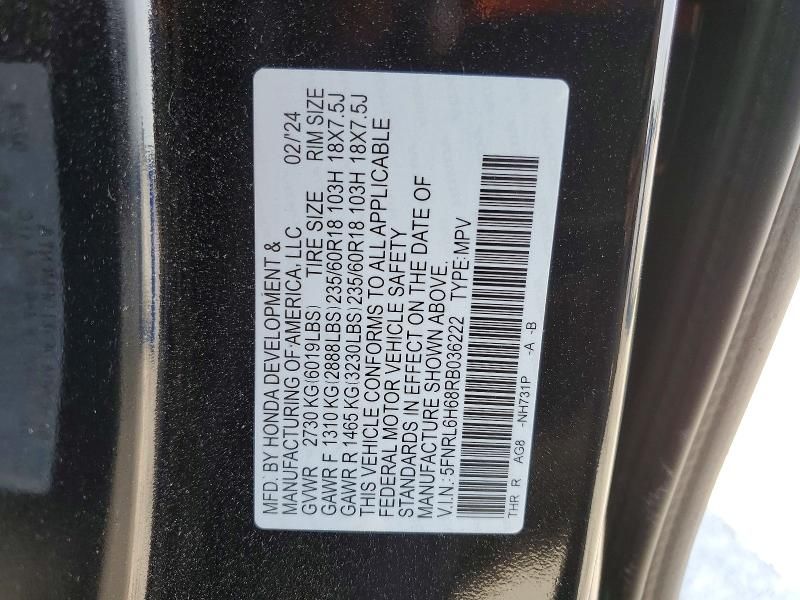 MFD. BY HONDA DEVELOPMENT &
MANUFACTURING OF AMERICA, LLC 02/'24
GVWR 2730 KG(6019LBS) TIRE SIZE RIM SIZE
GAWR F 1310 KG(2888LBS)235/60R18 103H 18X7.5J
GAWR R 1465 KG(3230LBS)235/60R18 103H 18X7.5J
THIS VEHICLE CONFORMS TO ALL APPLICABLE
FEDERAL MOTOR VEHICLE SAFETY
STANDARDS IN EFFECT ON THE DATE OF
MANUFACTURE SHOWN ABOVE.
V.I.N.: 5FNRL6H68RB036222 TYPE: MPV
THR R AG8 -NH731P -A -B